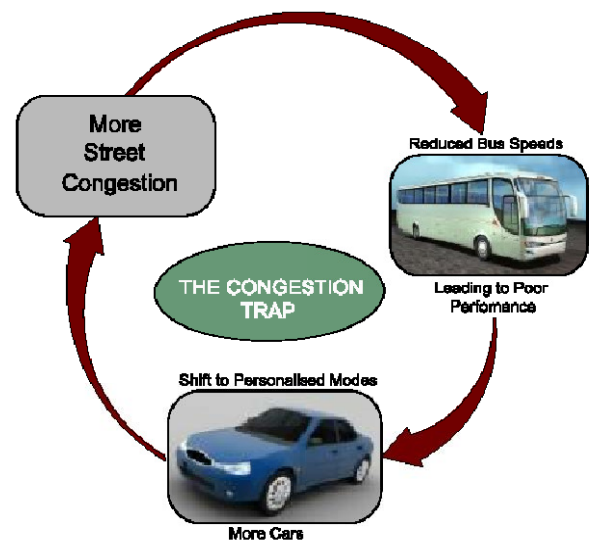 More
Street
Congestion
Reduced Bus Speeds
Leading to Poor
Perfomance
THE CONGESTION
TRAP
Shift to Personalised Modes
More Cars